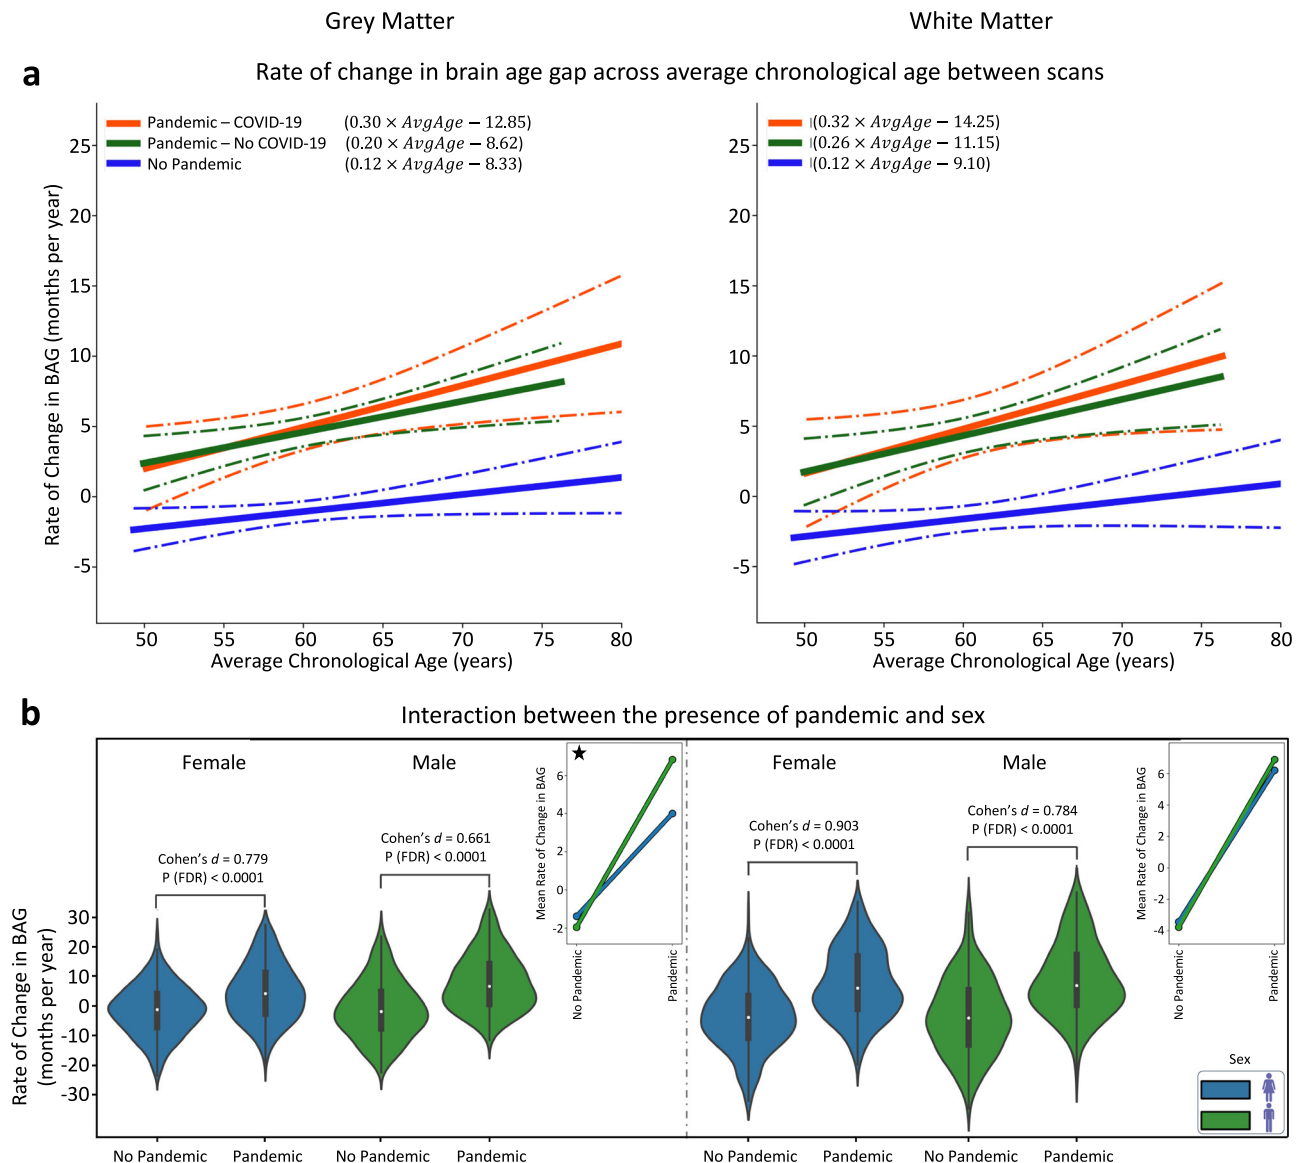 Grey Matter
White Matter
a
Rate of change in brain age gap across average chronological age between scans
Pandemic – COVID-19 (0.30 × AvgAge − 12.85)
Pandemic – No COVID-19 (0.20 × AvgAge − 8.62)
No Pandemic (0.12 × AvgAge − 8.33)
(0.32 × AvgAge − 14.25)
(0.26 × AvgAge − 11.15)
(0.12 × AvgAge − 9.10)
Rate of Change in BAG (months per year)
25
20
15
10
5
0
-5
50 55 60 65 70 75 80
Average Chronological Age (years)
25
20
15
10
5
0
-5
50 55 60 65 70 75 80
Average Chronological Age (years)
b
Interaction between the presence of pandemic and sex
Female
Male
Cohen's d = 0.779
P (FDR) < 0.0001
Cohen's d = 0.661
P (FDR) < 0.0001
Mean Rate of Change in BAG
6
4
2
0
-2
No Pandemic
Pandemic
Female
Male
Cohen's d = 0.903
P (FDR) < 0.0001
Cohen's d = 0.784
P (FDR) < 0.0001
Mean Rate of Change in BAG
6
4
2
0
-2
-4
No Pandemic
Pandemic
Rate of Change in BAG
(months per year)
30
20
10
0
-10
-20
-30
Sex
No Pandemic Pandemic No Pandemic Pandemic
No Pandemic Pandemic No Pandemic Pandemic